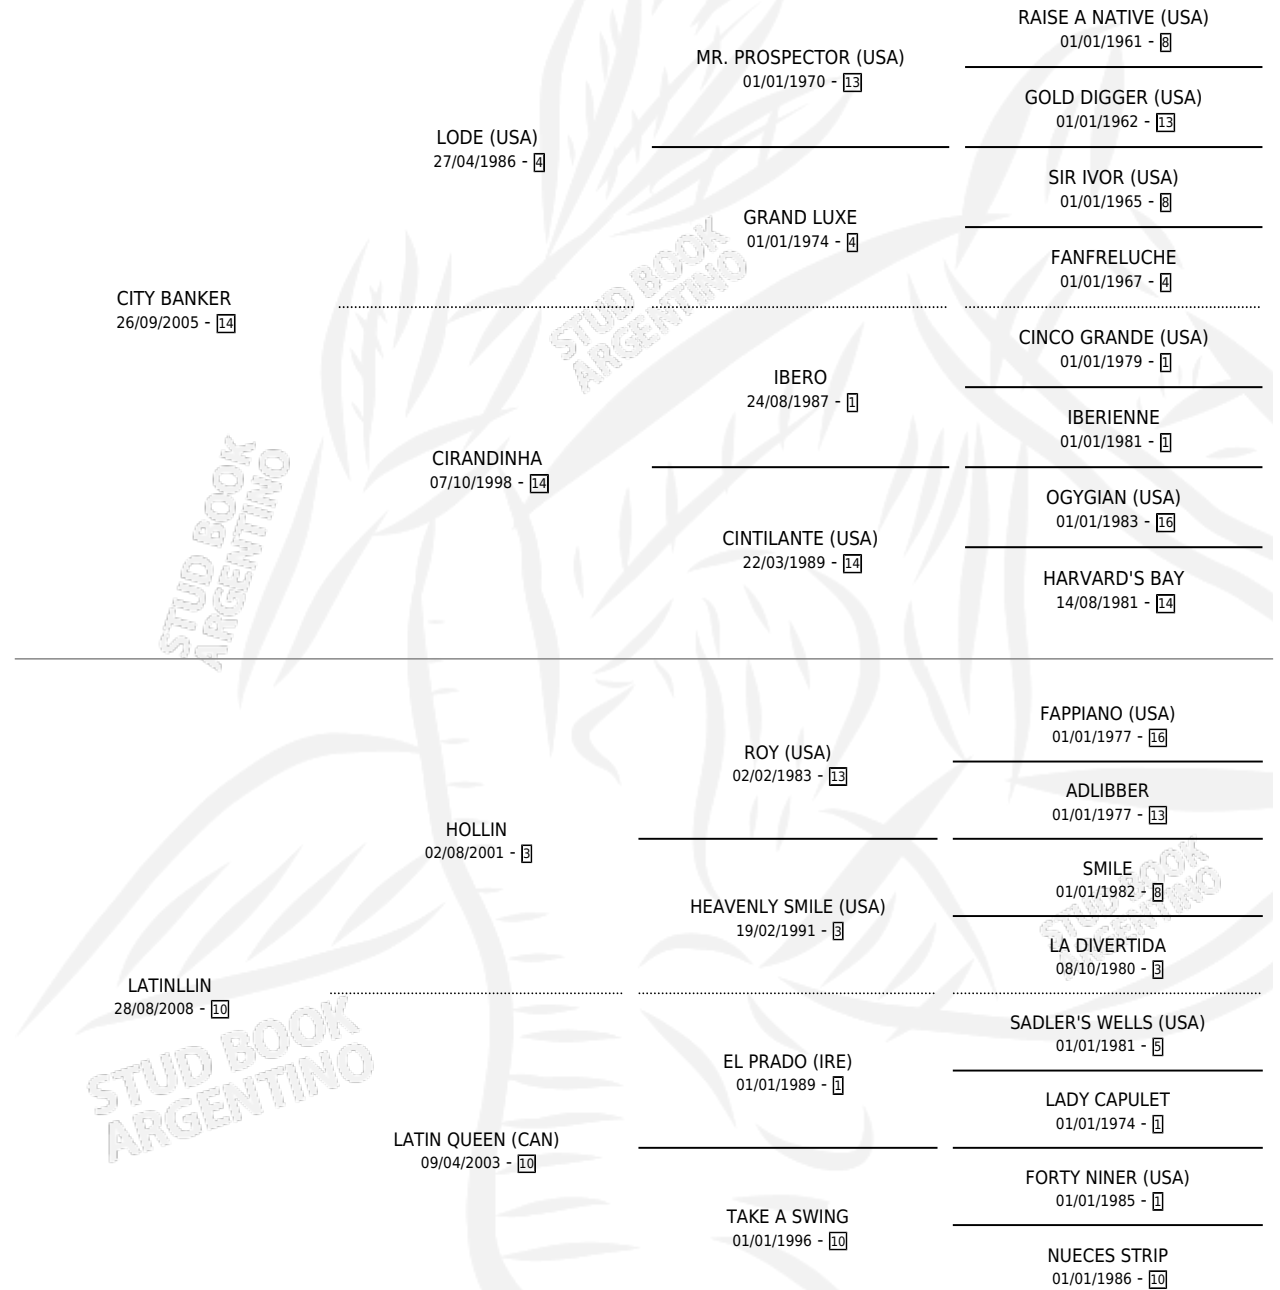 RAISE A NATIVE (USA)
01/01/1961 - 8
MR. PROSPECTOR (USA)
01/01/1970 - 13
GOLD DIGGER (USA)
01/01/1962 - 13
LODE (USA)
27/04/1986 - 4
SIR IVOR (USA)
01/01/1965 - 8
GRAND LUXE
01/01/1974 - 4
FANFRELUCHE
01/01/1967 - 4
CITY BANKER
26/09/2005 - 14
STUD BOOK
ARGENTINO
CINCO GRANDE (USA)
01/01/1979 - 1
IBERO
24/08/1987 - 1
IBERIENNE
01/01/1981 - 1
CIRANDINHA
07/10/1998 - 14
OGYGIAN (USA)
01/01/1983 - 16
CINTILANTE (USA)
22/03/1989 - 14
HARVARD'S BAY
14/08/1981 - 14
STUD BOOK
ARGENTINO
FAPPIANO (USA)
01/01/1977 - 16
ROY (USA)
02/02/1983 - 13
ADLIBBER
01/01/1977 - 13
HOLLIN
02/08/2001 - 3
SMILE
01/01/1982 - 8
HEAVENLY SMILE (USA)
19/02/1991 - 3
STUD BOOK
ARGENTINO
LA DIVERTIDA
08/10/1980 - 3
LATINLLIN
28/08/2008 - 10
SADLER'S WELLS (USA)
01/01/1981 - 5
EL PRADO (IRE)
01/01/1989 - 1
STUD BOOK
ARGENTINO
LADY CAPULET
01/01/1974 - 1
LATIN QUEEN (CAN)
09/04/2003 - 10
FORTY NINER (USA)
01/01/1985 - 1
TAKE A SWING
01/01/1996 - 10
NUECES STRIP
01/01/1986 - 10